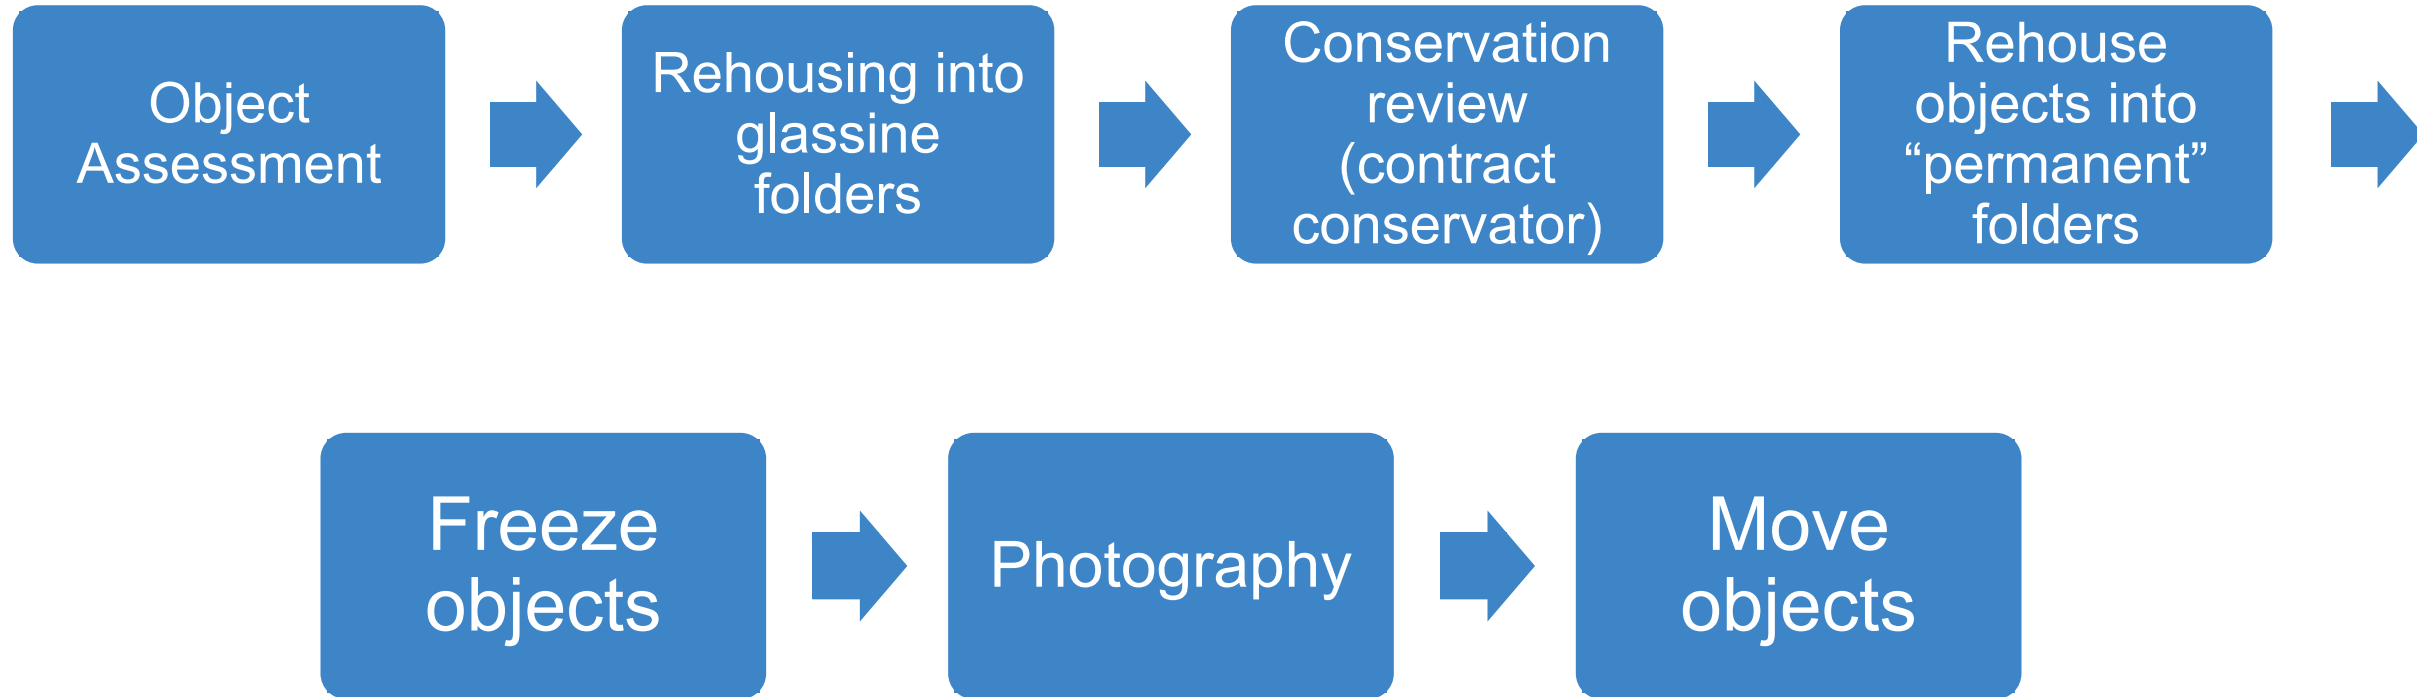 Object
Assessment
Rehousing into
glassine
folders
Conservation
review
(contract
conservator)
Rehouse
objects into
“permanent”
folders
Freeze
objects
Photography
Move
objects